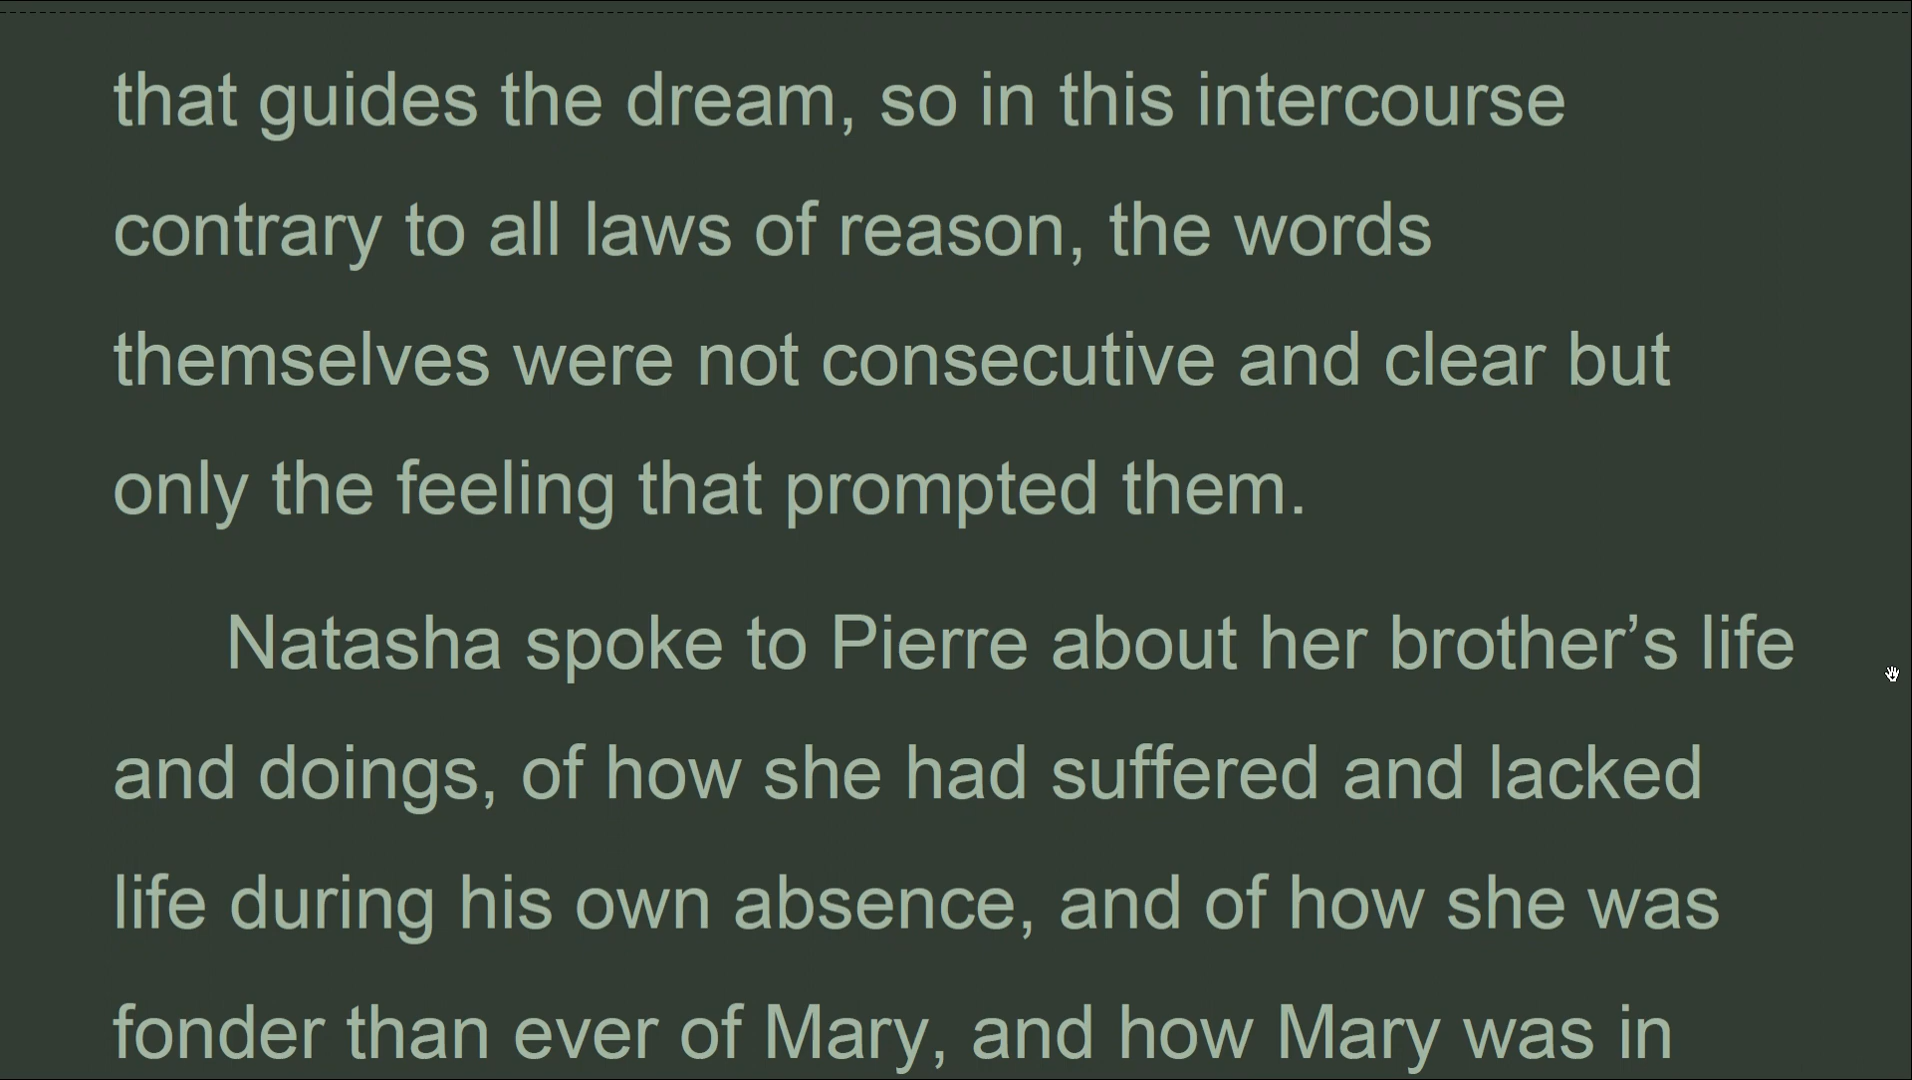 that guides the dream, so in this intercourse
contrary to all laws of reason, the words
themselves were not consecutive and clear but
only the feeling that prompted them.
Natasha spoke to Pierre about her brother’s life
and doings, of how she had suffered and lacked
life during his own absence, and of how she was
fonder than ever of Mary, and how Mary was in